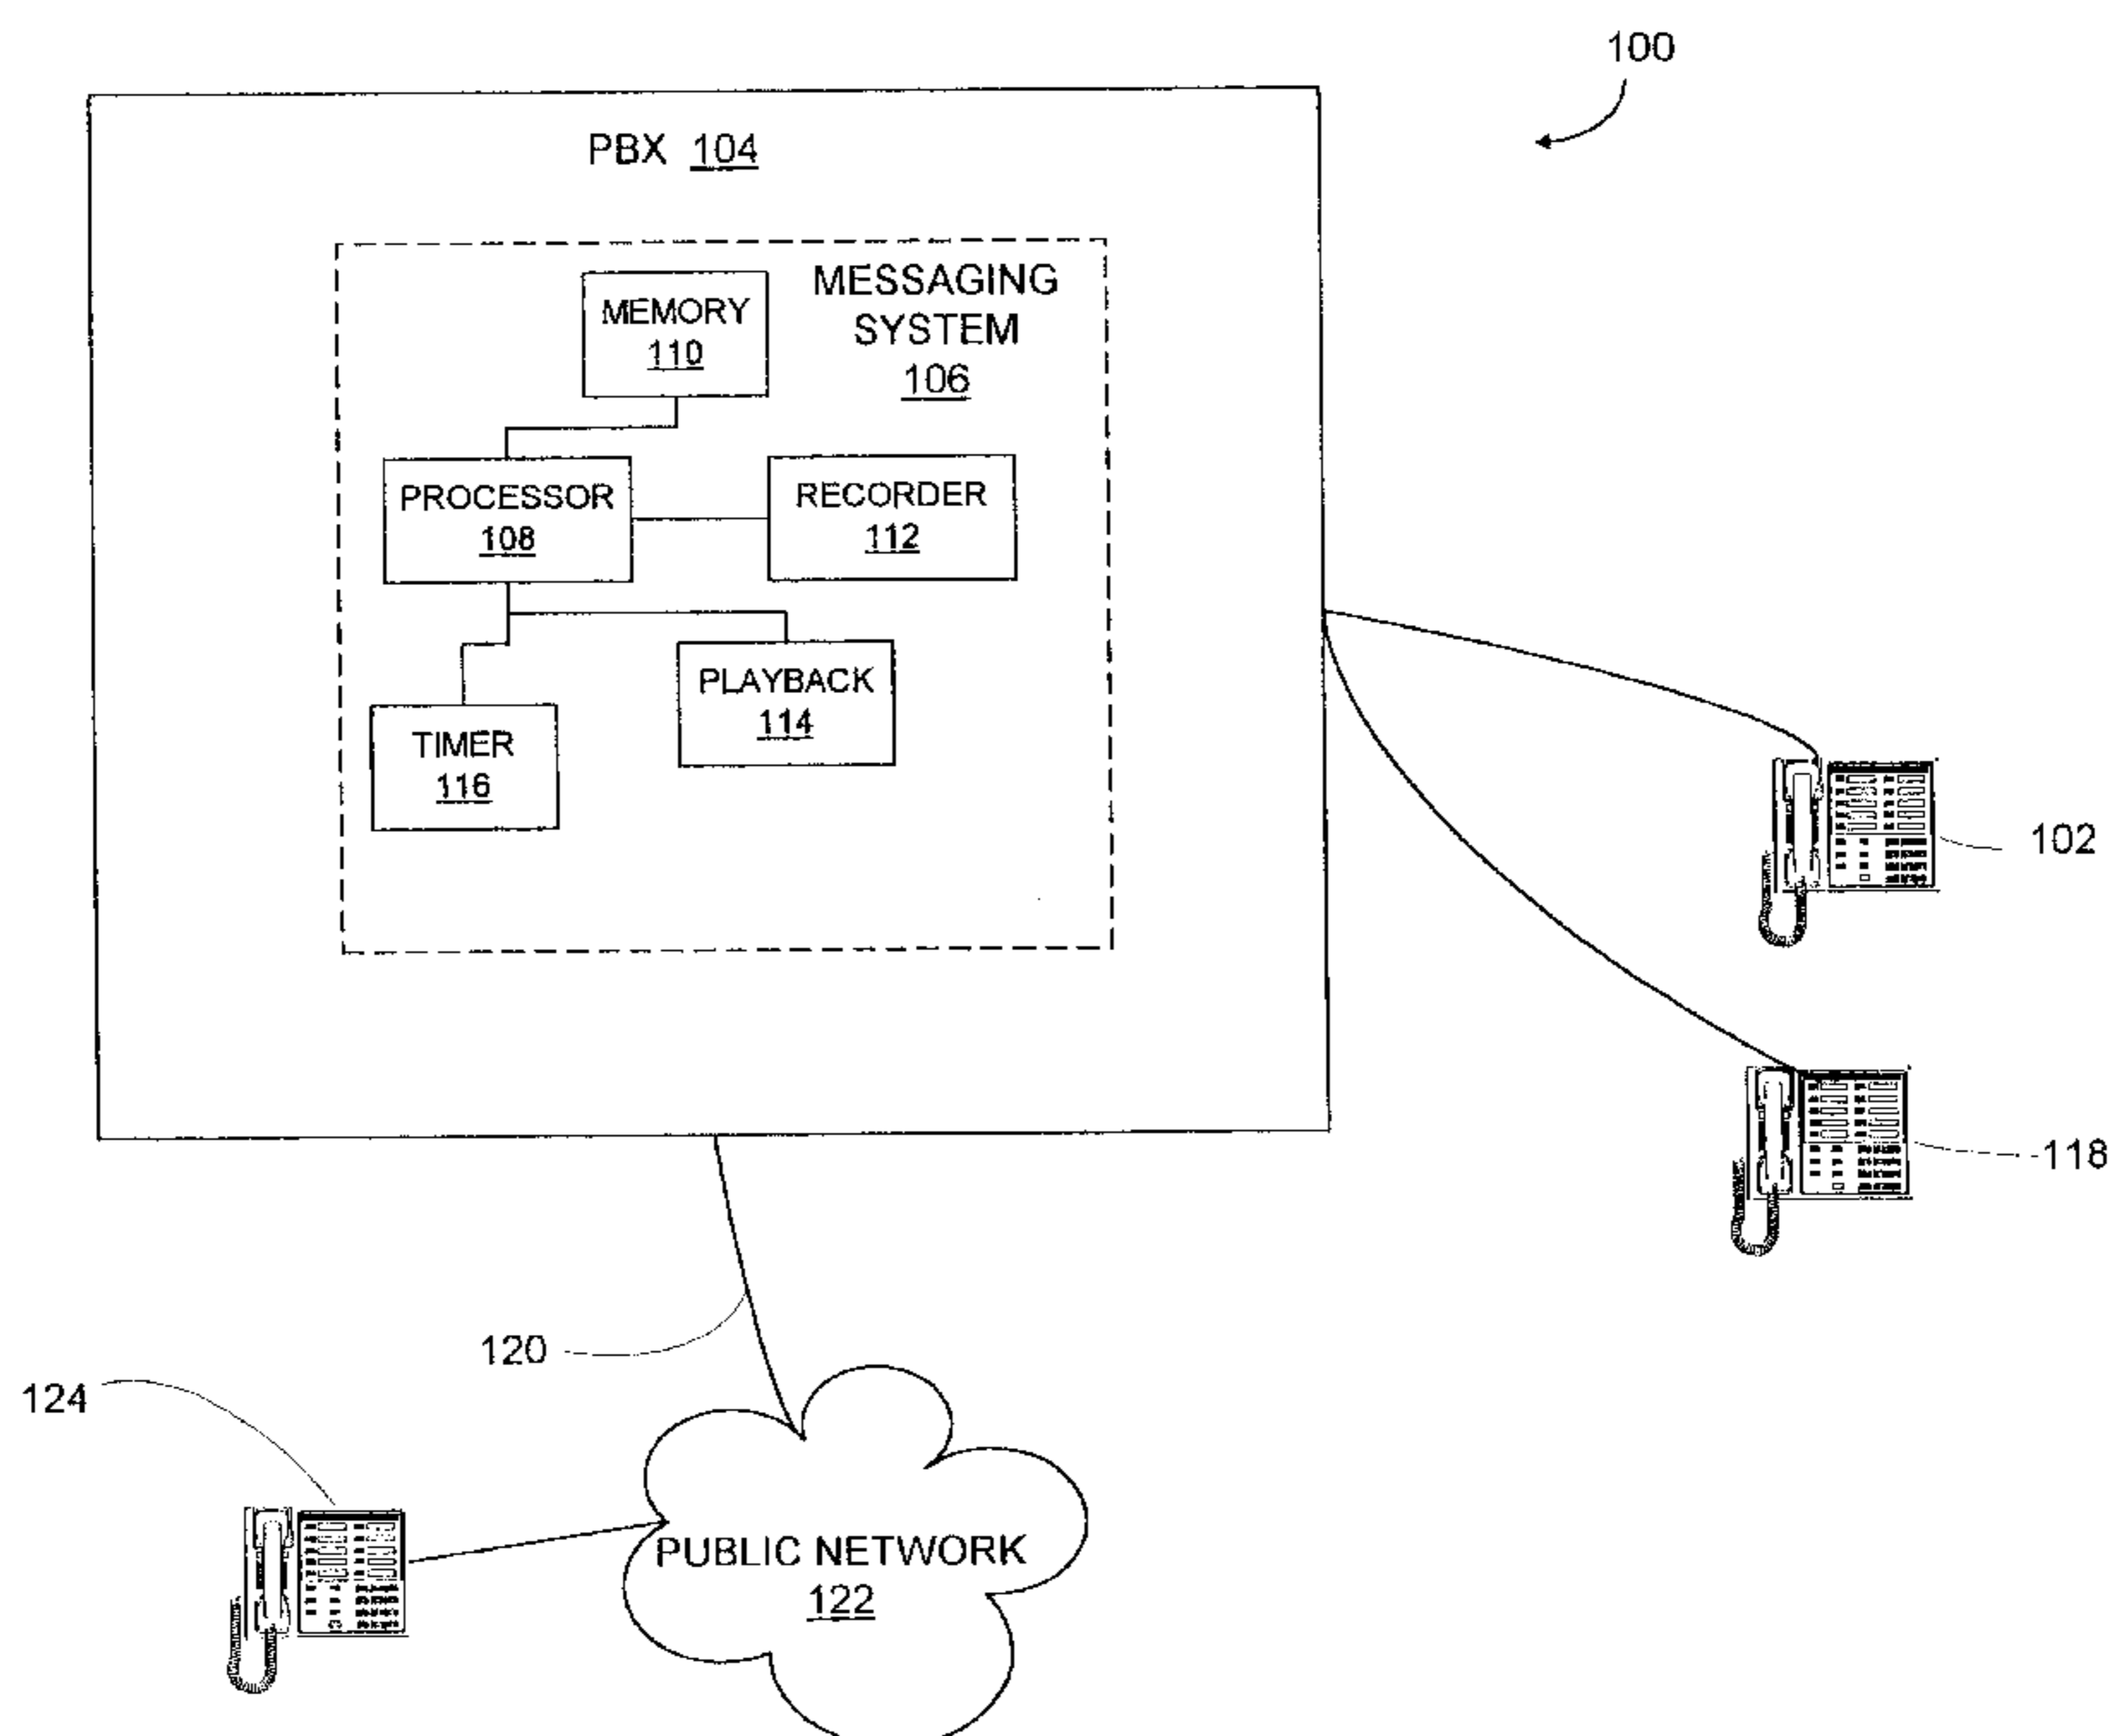 100
PBX 104
MESSAGING
SYSTEM
106
MEMORY
110
PROCESSOR
108
RECORDER
112
PLAYBACK
114
TIMER
116
102
118
120
124
PUBLIC NETWORK
122